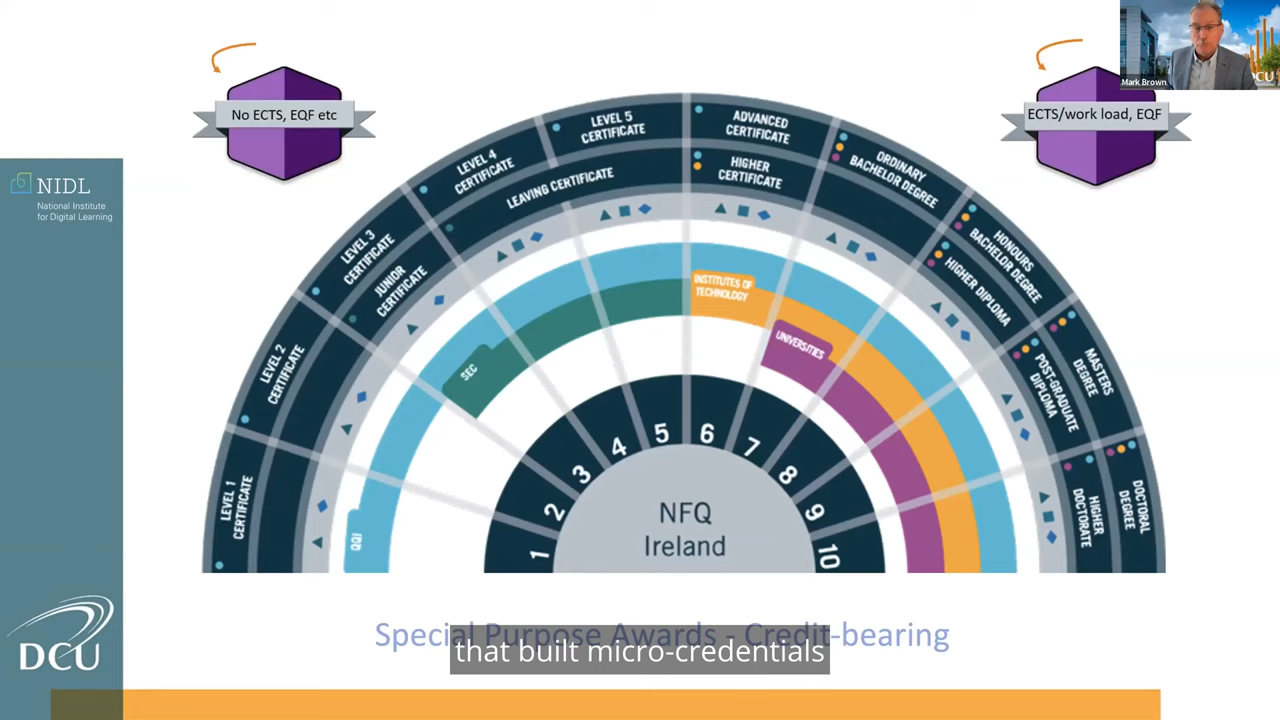 No ECTS, EQF etc
ECTS/work load, EQF
Mark Brown
DCU
NIDL
National Institute
for Digital Learning
LEVEL 1
CERTIFICATE
LEVEL 2
CERTIFICATE
LEVEL 3
CERTIFICATE
JUNIOR
CERTIFICATE
LEVEL 4
CERTIFICATE
LEVEL 5
CERTIFICATE
LEAVING CERTIFICATE
ADVANCED
CERTIFICATE
HIGHER
CERTIFICATE
ORDINARY
BACHELOR DEGREE
HONOURS
BACHELOR DEGREE
HIGHER DIPLOMA
MASTERS
DEGREE
POST-GRADUATE
DIPLOMA
DOCTORAL
DEGREE
HIGHER
DOCTORATE
QQI
SEC
INSTITUTES OF
TECHNOLOGY
UNIVERSITIES
1
2
3
4
5
6
7
8
9
10
NFQ
Ireland
DCU
Special Purpose Awards - Credit-bearing
that built micro-credentials